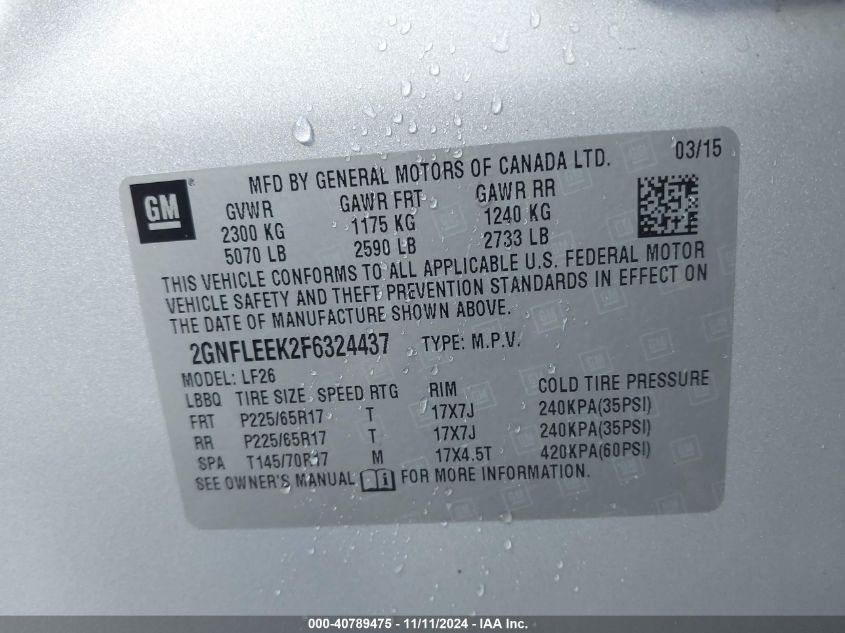 GM
MFD BY GENERAL MOTORS OF CANADA LTD. 03/15
GVWR GAWR FRT GAWR RR
2300 KG 1175 KG 1240 KG
5070 LB 2590 LB 2733 LB
THIS VEHICLE CONFORMS TO ALL APPLICABLE U.S. FEDERAL MOTOR
VEHICLE SAFETY AND THEFT PREVENTION STANDARDS IN EFFECT ON
THE DATE OF MANUFACTURE SHOWN ABOVE.
2GNFLEEK2F6324437 TYPE: M.P.V.
MODEL: LF26
LBBQ TIRE SIZE SPEED RTG RIM COLD TIRE PRESSURE
FRT P225/65R17 T 17X7J 240KPA(35PSI)
RR P225/65R17 T 17X7J 240KPA(35PSI)
SPA T145/70R17 M 17X4.5T 420KPA(60PSI)
SEE OWNER'S MANUAL i FOR MORE INFORMATION.
000-40789475 - 11/11/2024 - IAA Inc.